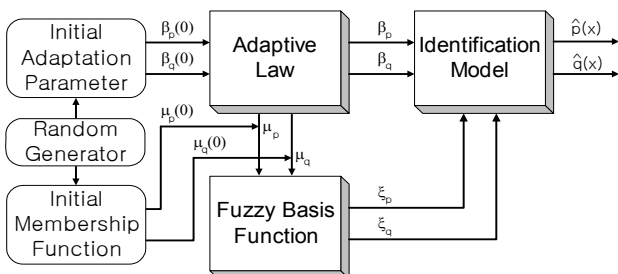 Initial
Adaptation
Parameter
β_p(0)
β_q(0)
Adaptive
Law
β_p
β_q
Identification
Model
p̂(x)
q̂(x)
Random
Generator
μ_p(0)
μ_p
μ_q(0)
μ_q
Initial
Membership
Function
Fuzzy Basis
Function
ξ_p
ξ_q